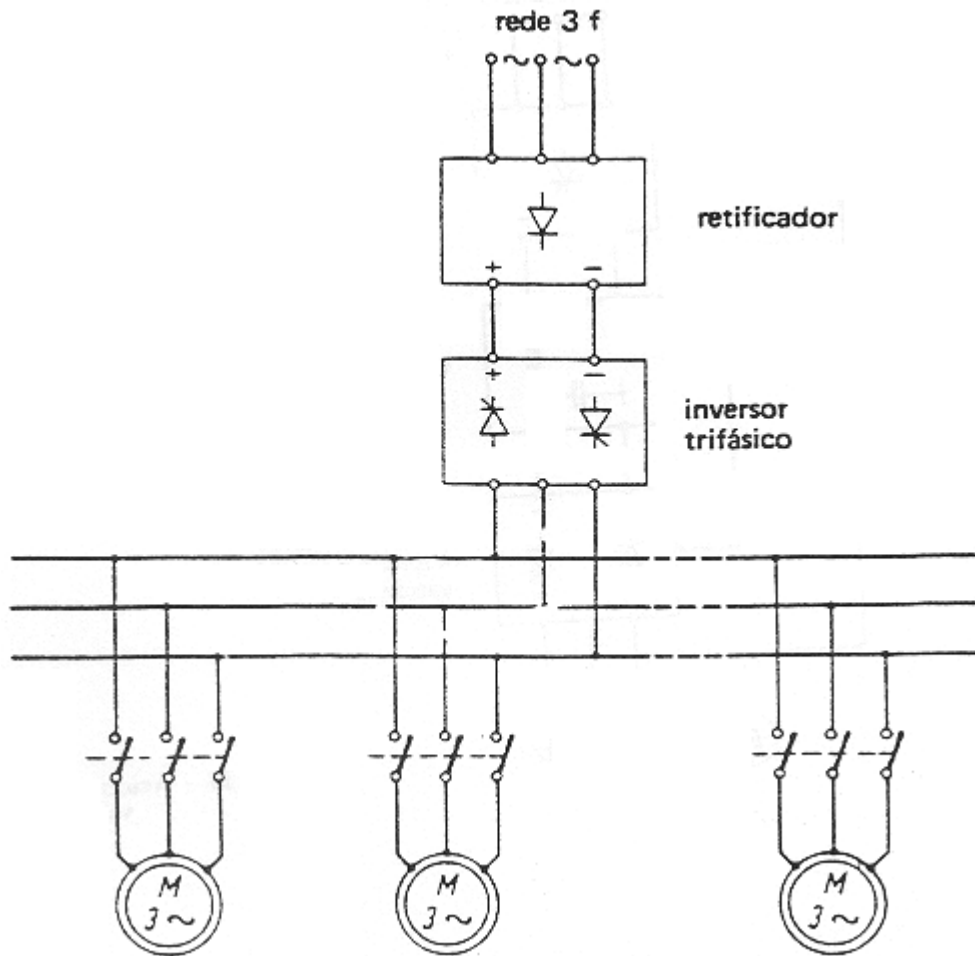 rede 3 f
~ ~
retificador
+ −
+ −
inversor
trifásico
M
3 ~
M
3 ~
M
3 ~